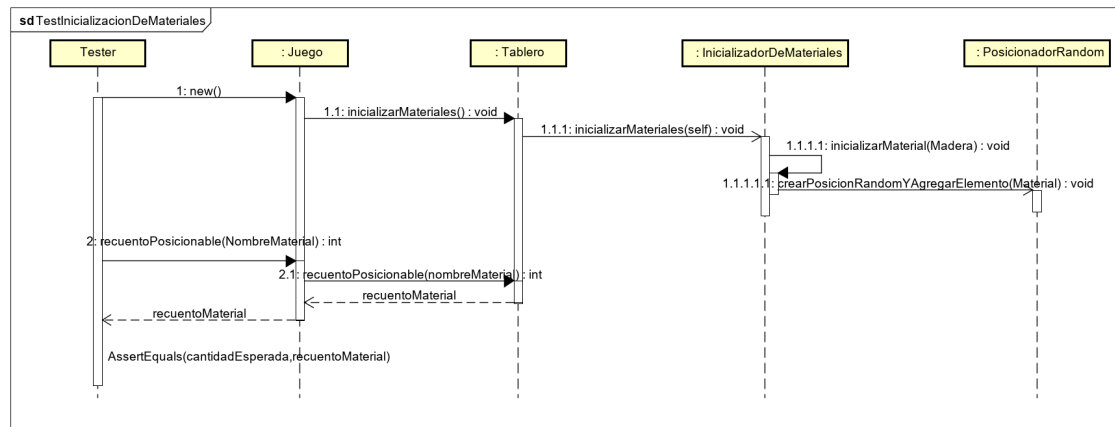 sd TestInicializacionDeMateriales
Tester
: Juego
: Tablero
: InicializadorDeMateriales
: PosicionadorRandom
1: new()
1.1: inicializarMateriales() : void
1.1.1: inicializarMateriales(self) : void
1.1.1.1: inicializarMaterial(Madera) : void
1.1.1.1.1: crearPosicionRandomYAgregarElemento(Material) : void
2: recuentoPosicionable(NombreMaterial) : int
2.1: recuentoPosicionable(nombreMaterial) : int
recuentoMaterial
recuentoMaterial
AssertEquals(cantidadEsperada,recuentoMaterial)